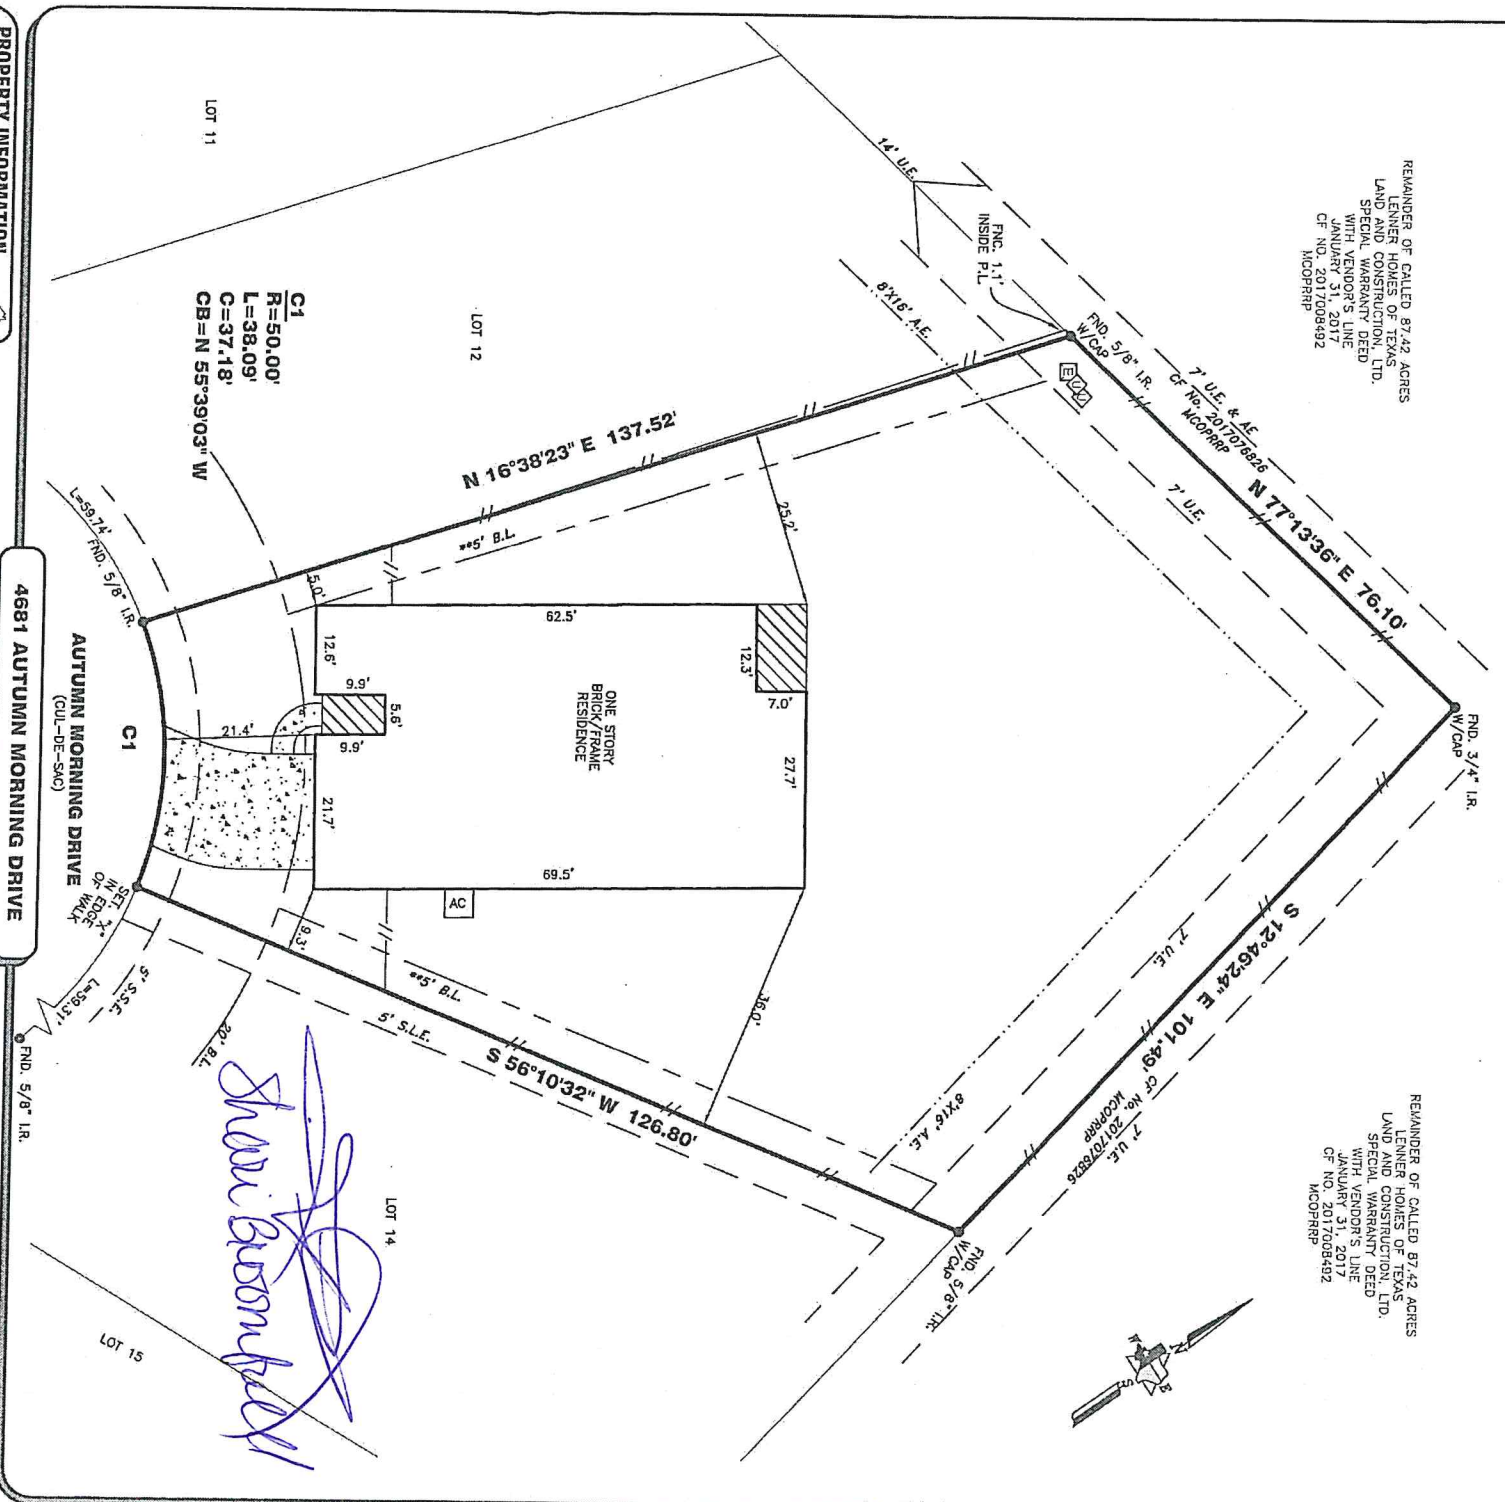 REMAINDER OF CALLED 87.42 ACRES
LENNER HOMES OF TEXAS
LAND AND CONSTRUCTION, LTD.
SPECIAL WARRANTY DEED
WITH VENDOR'S LINE
JANUARY 31, 2017
CF NO. 2017008492
MCOPRRP
REMAINDER OF CALLED 87.42 ACRES
LENNER HOMES OF TEXAS
LAND AND CONSTRUCTION, LTD.
SPECIAL WARRANTY DEED
WITH VENDOR'S LINE
JANUARY 31, 2017
CF NO. 2017008492
MCOPRRP
FND. 3/4" I.R.
W/CAP
7' U.E. & AE
CF No. 2017076826
MCOPRRP
N 77°13'36" E 76.10'
7' U.E.
14' U.E.
FNC. 1.1'
INSIDE P.L.
FND. 5/8" I.R.
W/CAP
E
U
U
8'X16' A.E.
S 12°46'24" E 101.49'
7' U.E.
7' U.E.
CF No. 2017076826
MCOPRRP
8'X16' A.E.
FND. 5/8" I.R.
W/CAP
N
E
S
W
LOT 11
LOT 12
N 16°38'23" E 137.52'
**5' B.L.
25.2'
62.5'
12.3'
7.0'
27.7'
ONE STORY
BRICK/FRAME
RESIDENCE
69.5'
AC
36.0'
5.0'
12.6'
9.9'
5.6'
9.9'
21.7'
21.4'
9.3'
**5' B.L.
5' S.L.E.
S 56°10'32" W 126.80'
C1
R=50.00'
L=38.09'
C=37.18'
CB=N 55°39'03" W
L=59.74'
FND. 5/8" I.R.
C1
AUTUMN MORNING DRIVE
(CUL-DE-SAC)
SET. "X"
IN EDGE
OF WALK
5' S.S.E.
20' B.L.
L=59.31'
FND. 5/8" I.R.
LOT 14
LOT 15
Shari Broomfield
PROPERTY INFORMATION
4681 AUTUMN MORNING DRIVE